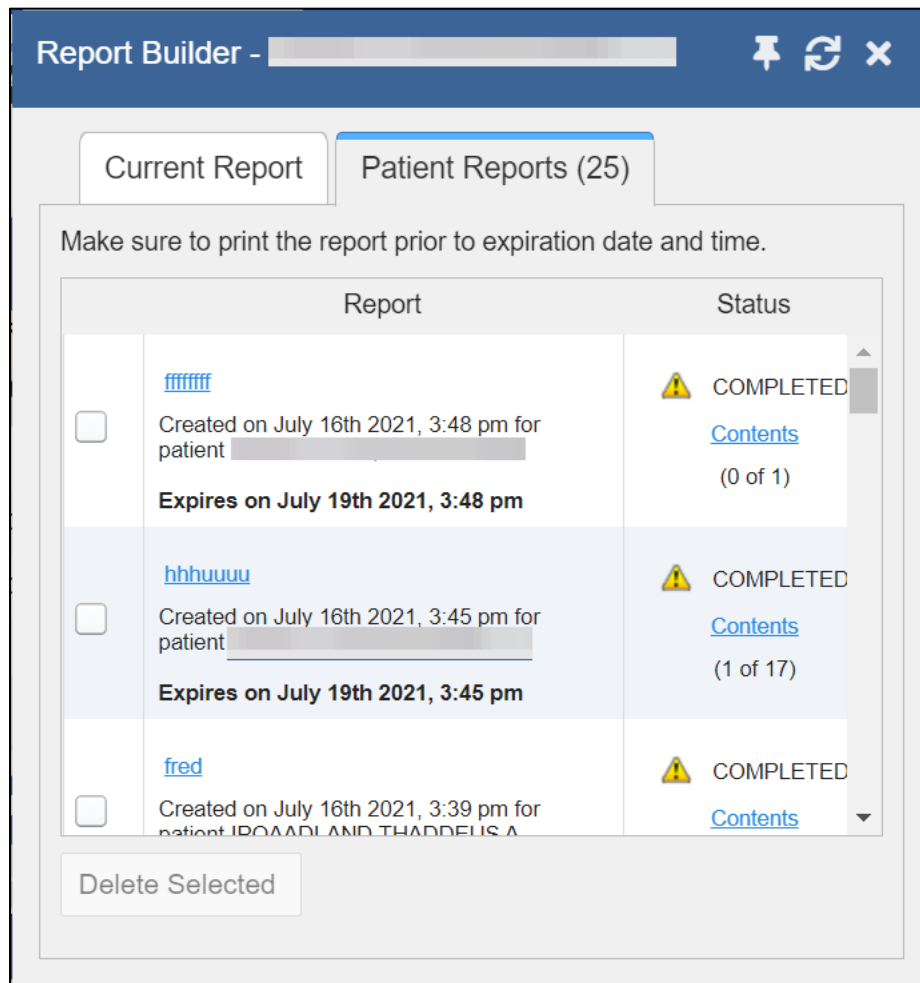 Report Builder -
Current Report
Patient Reports (25)
Make sure to print the report prior to expiration date and time.
Report Status
ffffffff
Created on July 16th 2021, 3:48 pm for
patient
Expires on July 19th 2021, 3:48 pm
COMPLETED
Contents
(0 of 1)
hhhuuuu
Created on July 16th 2021, 3:45 pm for
patient
Expires on July 19th 2021, 3:45 pm
COMPLETED
Contents
(1 of 17)
fred
Created on July 16th 2021, 3:39 pm for
patient
COMPLETED
Contents
Delete Selected